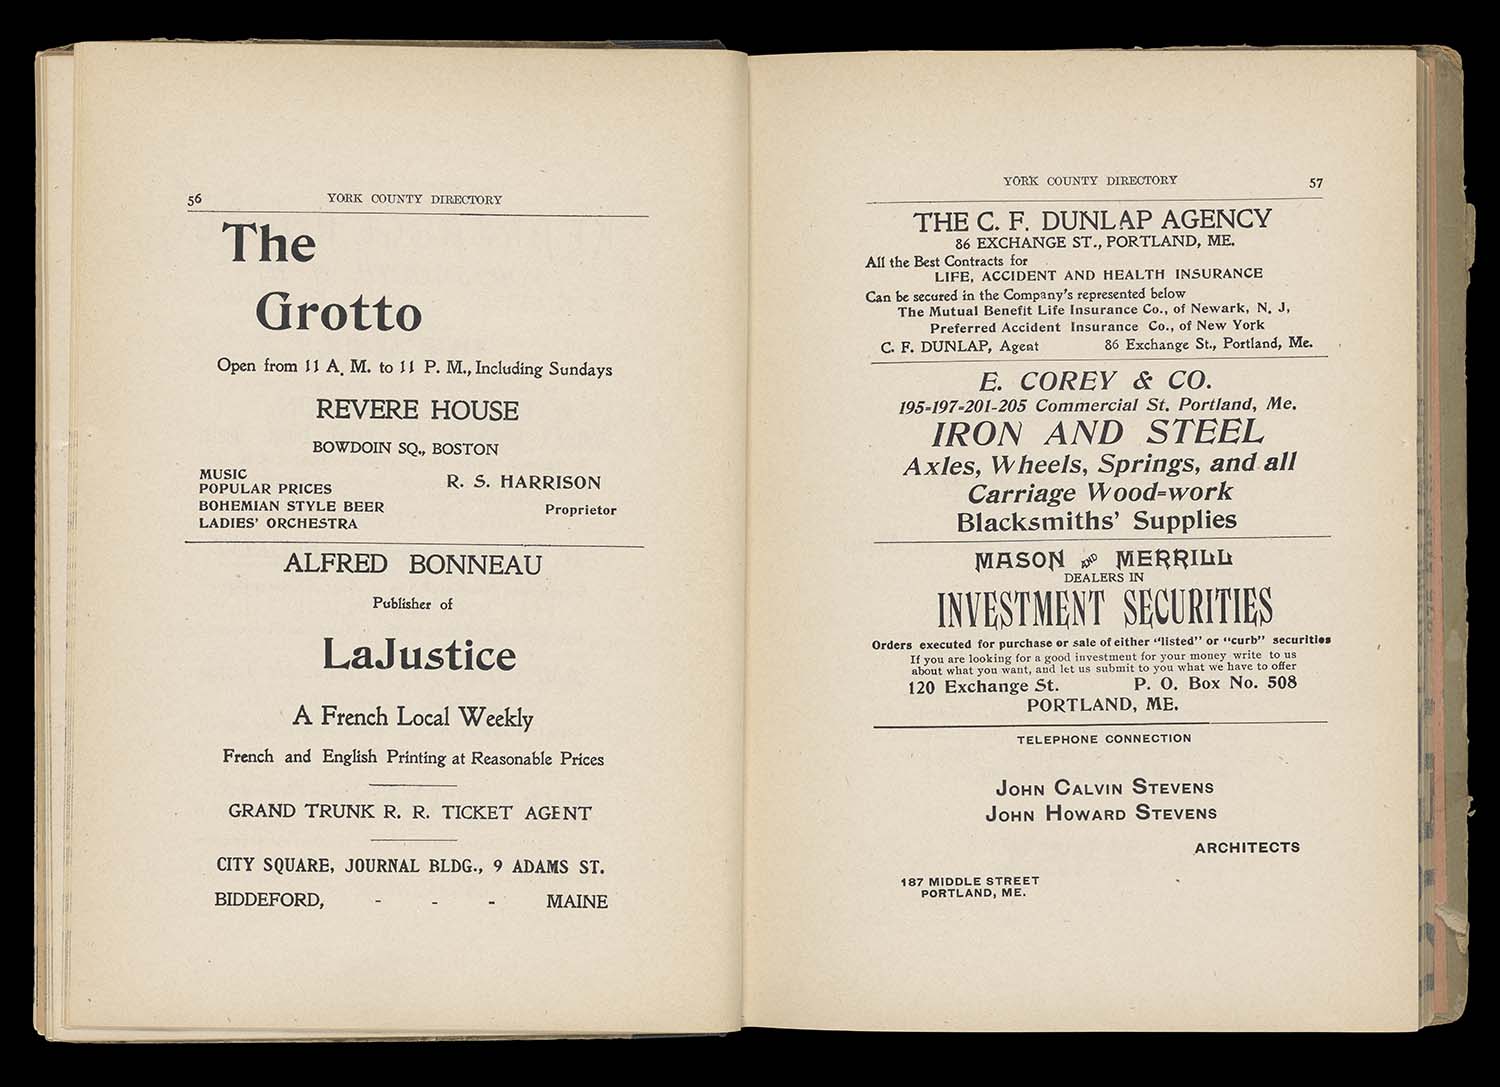 56 YORK COUNTY DIRECTORY
The
Grotto
Open from 11 A. M. to 11 P. M., Including Sundays
REVERE HOUSE
BOWDOIN SQ., BOSTON
MUSIC
POPULAR PRICES
BOHEMIAN STYLE BEER
LADIES' ORCHESTRA
R. S. HARRISON
Proprietor
ALFRED BONNEAU
Publisher of
LaJustice
A French Local Weekly
French and English Printing at Reasonable Prices
GRAND TRUNK R. R. TICKET AGENT
CITY SQUARE, JOURNAL BLDG., 9 ADAMS ST.
BIDDEFORD, - - - MAINE
YORK COUNTY DIRECTORY 57
THE C. F. DUNLAP AGENCY
86 EXCHANGE ST., PORTLAND, ME.
All the Best Contracts for
LIFE, ACCIDENT AND HEALTH INSURANCE
Can be secured in the Company's represented below
The Mutual Benefit Life Insurance Co., of Newark, N. J,
Preferred Accident Insurance Co., of New York
C. F. DUNLAP, Agent 86 Exchange St., Portland, Me.
E. COREY & CO.
195-197-201-205 Commercial St. Portland, Me.
IRON AND STEEL
Axles, Wheels, Springs, and all
Carriage Wood-work
Blacksmiths' Supplies
MASON AND MERRILL
DEALERS IN
INVESTMENT SECURITIES
Orders executed for purchase or sale of either "listed" or "curb" securities
If you are looking for a good investment for your money write to us
about what you want, and let us submit to you what we have to offer
120 Exchange St. P. O. Box No. 508
PORTLAND, ME.
TELEPHONE CONNECTION
JOHN CALVIN STEVENS
JOHN HOWARD STEVENS
ARCHITECTS
187 MIDDLE STREET
PORTLAND, ME.